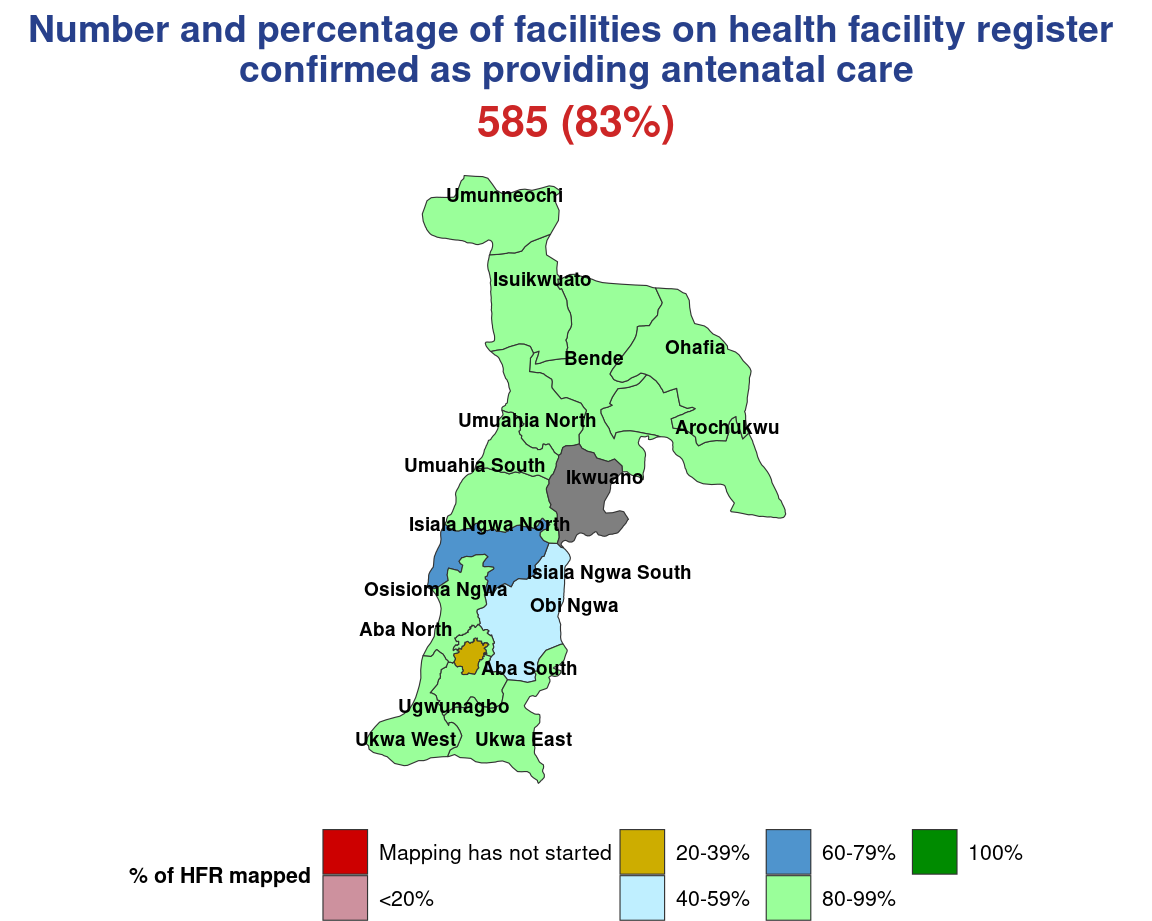 Number and percentage of facilities on health facility register
confirmed as providing antenatal care
585 (83%)
Umunneochi
Isuikwuato
Ohafia
Bende
Umuahia North
Arochukwu
Umuahia South
Ikwuano
Isiala Ngwa North
Isiala Ngwa South
Osisioma Ngwa
Obi Ngwa
Aba North
Aba South
Ugwunagbo
Ukwa West
Ukwa East
% of HFR mapped
Mapping has not started
20-39%
60-79%
100%
<20%
40-59%
80-99%